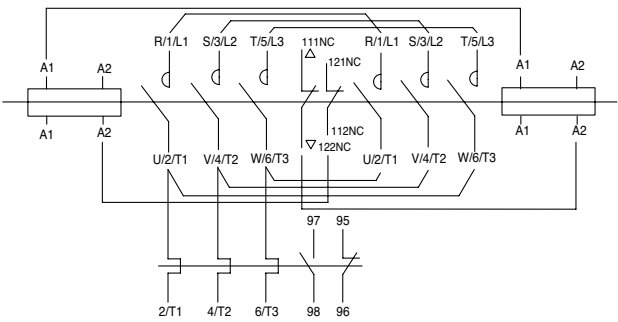 R/1/L1 S/3/L2 T/5/L3 111NC R/1/L1 S/3/L2 T/5/L3
A1 A2 121NC A1 A2
A1 A2 112NC A1 A2
122NC
U/2/T1 V/4/T2 W/6/T3 U/2/T1 V/4/T2 W/6/T3
97 95
2/T1 4/T2 6/T3 98 96